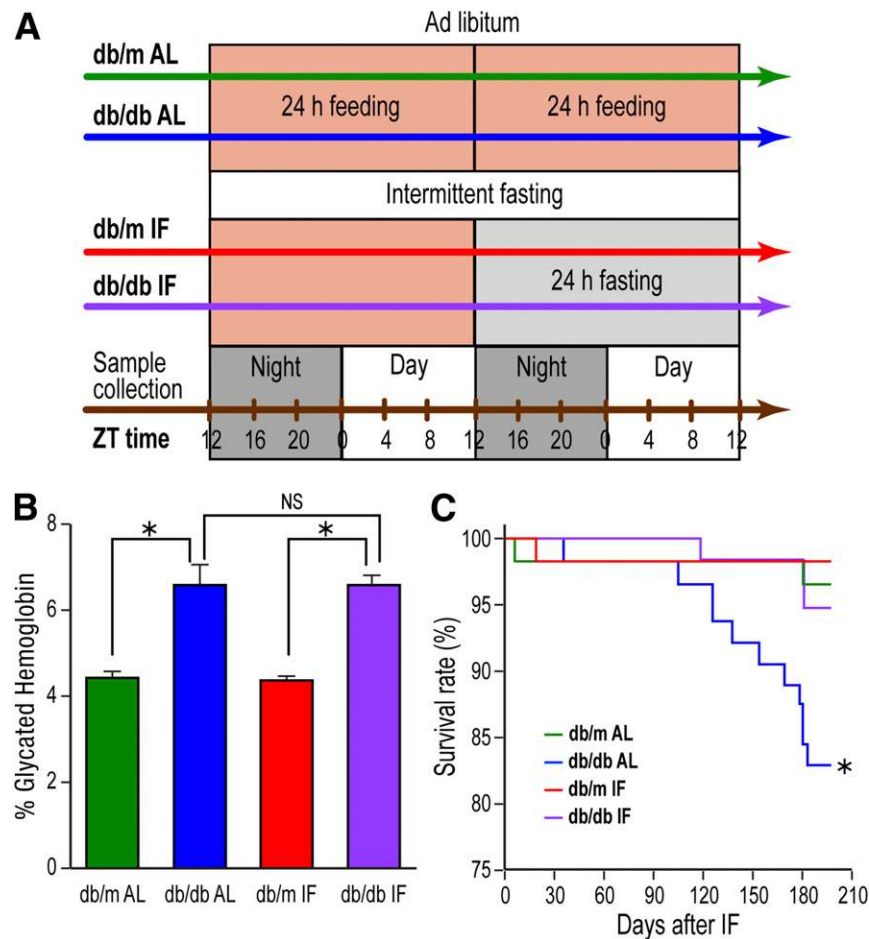 A
Ad libitum
db/m AL
24 h feeding 24 h feeding
db/db AL
Intermittent fasting
db/m IF
24 h fasting
db/db IF
Sample
collection
Night Day Night Day
ZT time
12 16 20 0 4 8 12 12 16 20 0 4 8 12
B
% Glycated Hemoglobin
8
6
4
2
0
* NS *
db/m AL db/db AL db/m IF db/db IF
C
Survival rate (%)
100
95
90
85
80
75
db/m AL
db/db AL
db/m IF
db/db IF
*
0 30 60 90 120 150 180 210
Days after IF